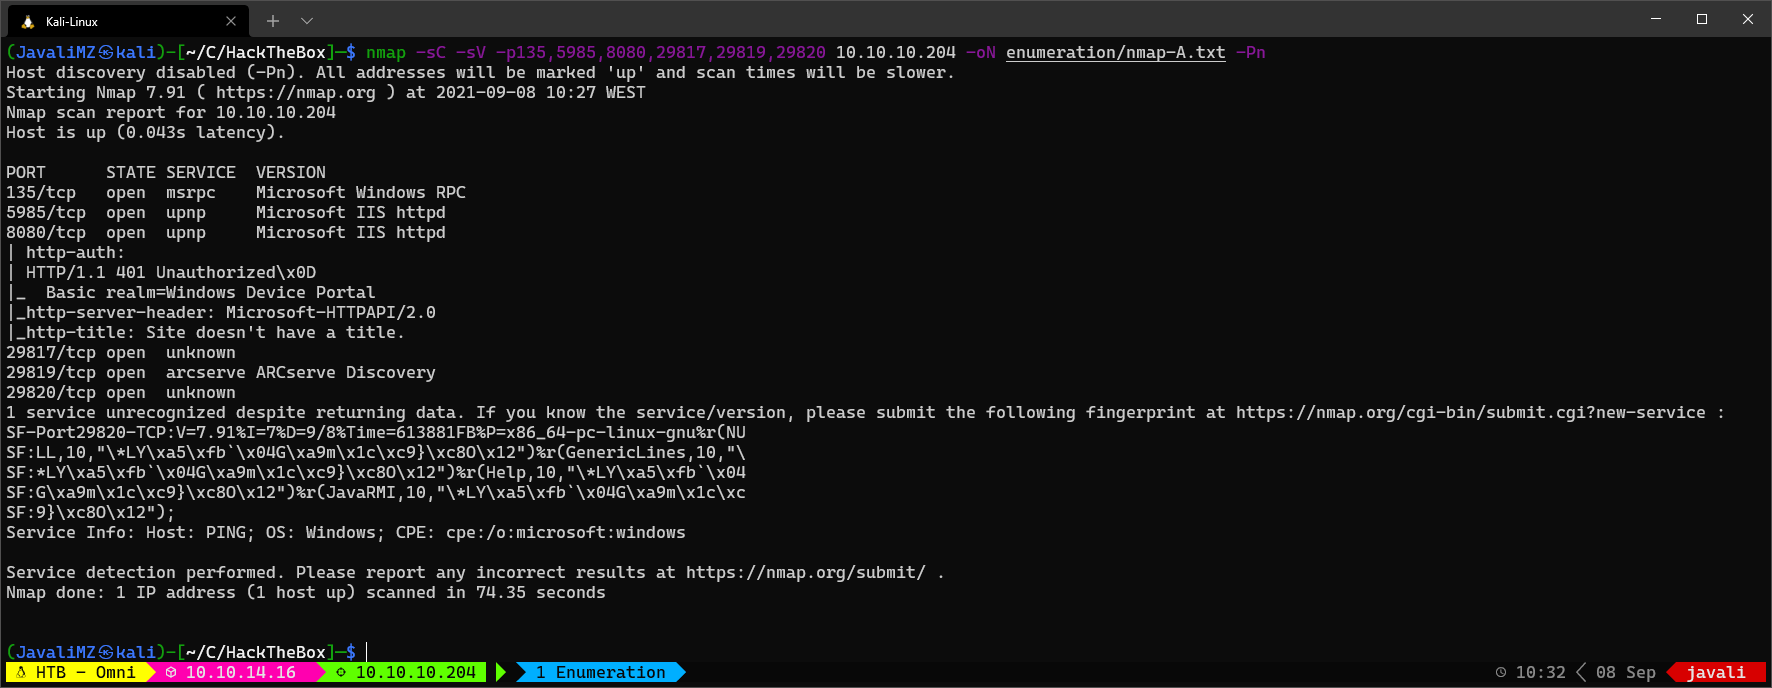 Kali-Linux
(JavaliMZ㉿kali)-[~/C/HackTheBox]-$ nmap -sC -sV -p135,5985,8080,29817,29819,29820 10.10.10.204 -oN enumeration/nmap-A.txt -Pn
Host discovery disabled (-Pn). All addresses will be marked 'up' and scan times will be slower.
Starting Nmap 7.91 ( https://nmap.org ) at 2021-09-08 10:27 WEST
Nmap scan report for 10.10.10.204
Host is up (0.043s latency).
PORT      STATE SERVICE  VERSION
135/tcp   open  msrpc    Microsoft Windows RPC
5985/tcp  open  upnp     Microsoft IIS httpd
8080/tcp  open  upnp     Microsoft IIS httpd
| http-auth:
| HTTP/1.1 401 Unauthorized\x0D
|_  Basic realm=Windows Device Portal
|_http-server-header: Microsoft-HTTPAPI/2.0
|_http-title: Site doesn't have a title.
29817/tcp open  unknown
29819/tcp open  arcserve ARCserve Discovery
29820/tcp open  unknown
1 service unrecognized despite returning data. If you know the service/version, please submit the following fingerprint at https://nmap.org/cgi-bin/submit.cgi?new-service :
SF-Port29820-TCP:V=7.91%I=7%D=9/8%Time=613881FB%P=x86_64-pc-linux-gnu%r(NU
SF:LL,10,"\*LY\xa5\xfb`\x04G\xa9m\x1c\xc9}\xc8O\x12")%r(GenericLines,10,"\
SF:*LY\xa5\xfb`\x04G\xa9m\x1c\xc9}\xc8O\x12")%r(Help,10,"\*LY\xa5\xfb`\x04
SF:G\xa9m\x1c\xc9}\xc8O\x12")%r(JavaRMI,10,"\*LY\xa5\xfb`\x04G\xa9m\x1c\xc
SF:9}\xc8O\x12");
Service Info: Host: PING; OS: Windows; CPE: cpe:/o:microsoft:windows
Service detection performed. Please report any incorrect results at https://nmap.org/submit/ .
Nmap done: 1 IP address (1 host up) scanned in 74.35 seconds
(JavaliMZ㉿kali)-[~/C/HackTheBox]-$
HTB - Omni 10.10.14.16 10.10.10.204 1 Enumeration 10:32 08 Sep javali